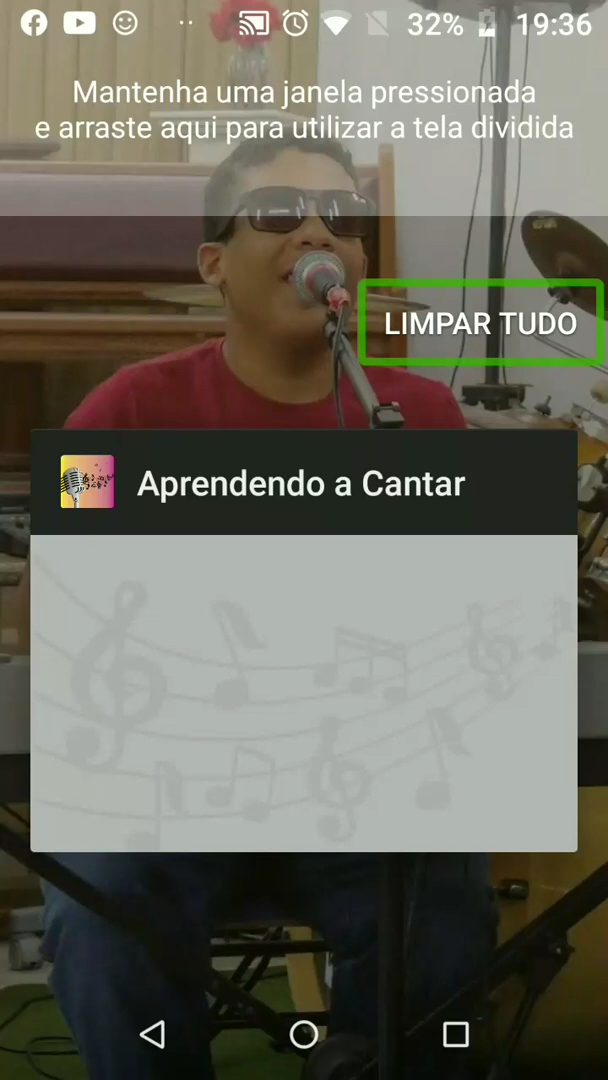 32% 19:36
Mantenha uma janela pressionada
e arraste aqui para utilizar a tela dividida
LIMPAR TUDO
Aprendendo a Cantar